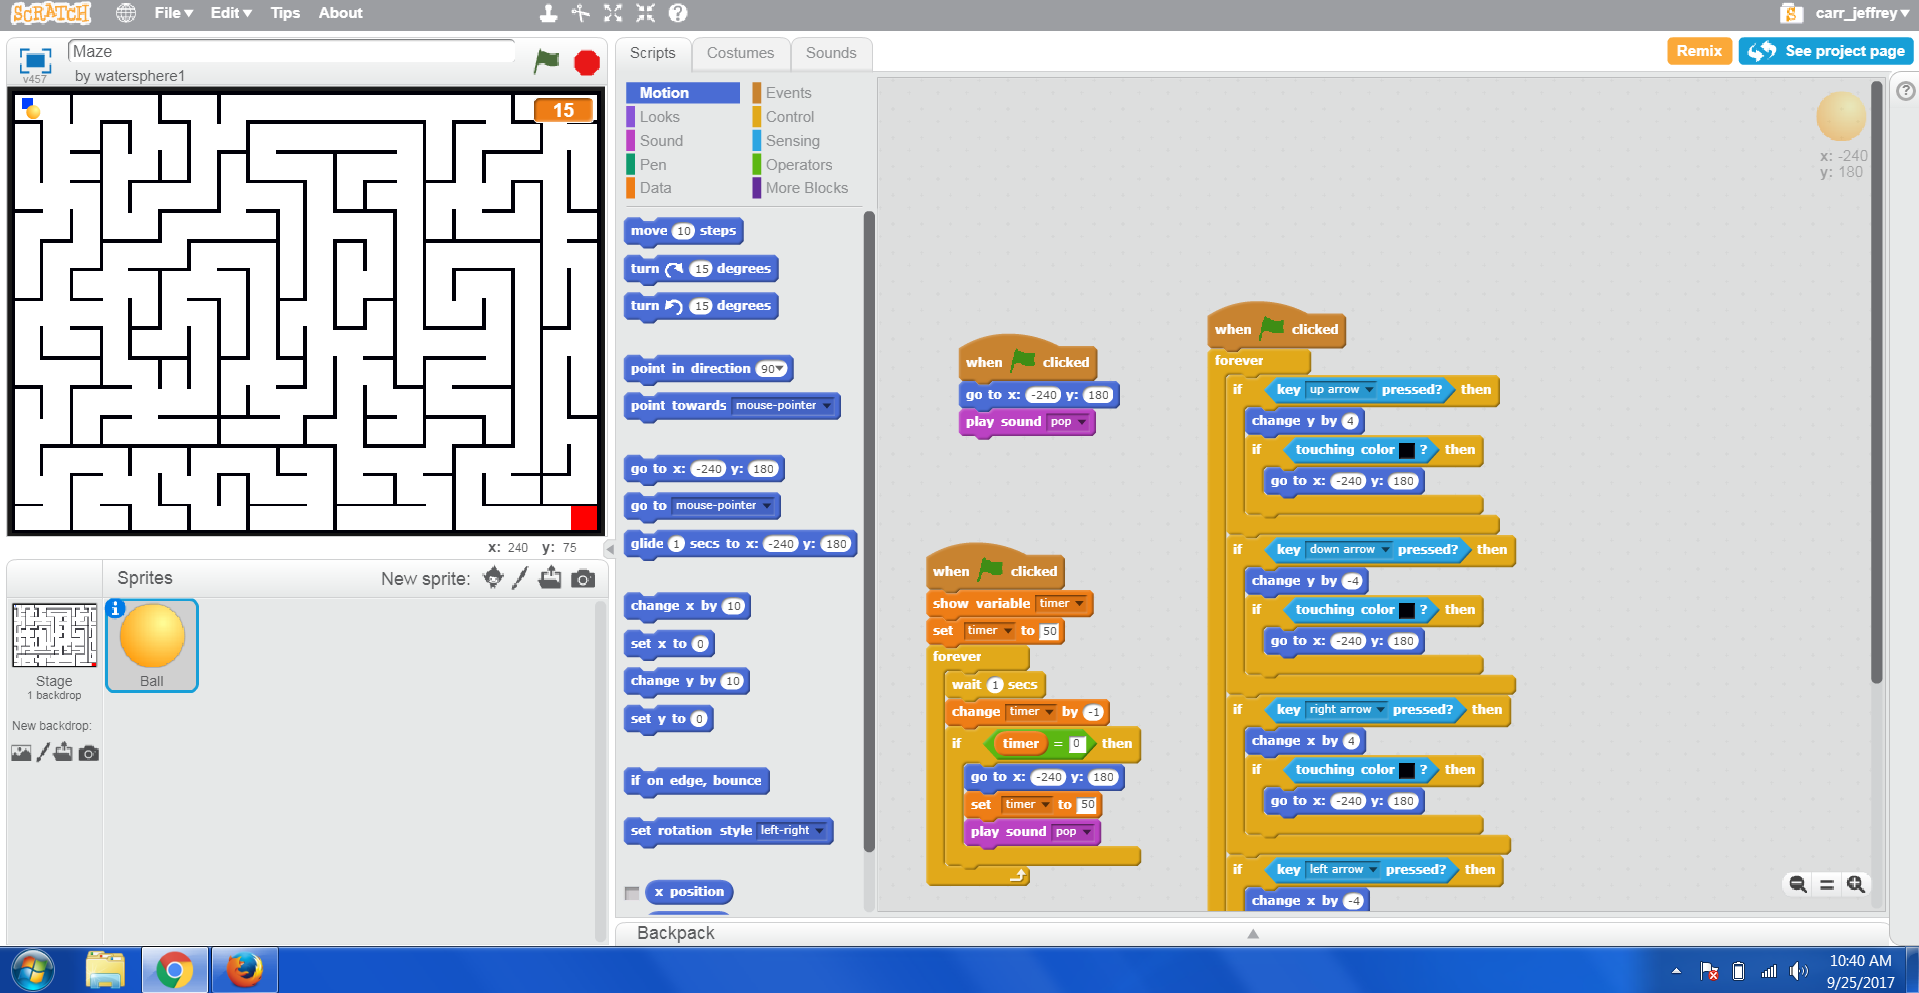 SCRATCH
File▼ Edit▼ Tips About
carr_jeffrey▼
v457
Maze
by watersphere1
Scripts Costumes Sounds
Remix
See project page
15
Motion
Looks
Sound
Pen
Data
Events
Control
Sensing
Operators
More Blocks
x: -240
y: 180
move 10 steps
turn 15 degrees
turn 15 degrees
point in direction 90▼
point towards mouse-pointer
go to x: -240 y: 180
go to mouse-pointer
glide 1 secs to x: -240 y: 180
change x by 10
set x to 0
change y by 10
set y to 0
if on edge, bounce
set rotation style left-right
x position
when clicked
go to x: -240 y: 180
play sound pop
when clicked
show variable timer
set timer to 50
forever
wait 1 secs
change timer by -1
if timer = 0 then
go to x: -240 y: 180
set timer to 50
play sound pop
when clicked
forever
if key up arrow pressed? then
change y by 4
if touching color ? then
go to x: -240 y: 180
if key down arrow pressed? then
change y by -4
if touching color ? then
go to x: -240 y: 180
if key right arrow pressed? then
change x by 4
if touching color ? then
go to x: -240 y: 180
if key left arrow pressed? then
change x by -4
x: 240 y: 75
Sprites
New sprite:
Stage
1 backdrop
New backdrop:
Ball
Backpack
10:40 AM
9/25/2017